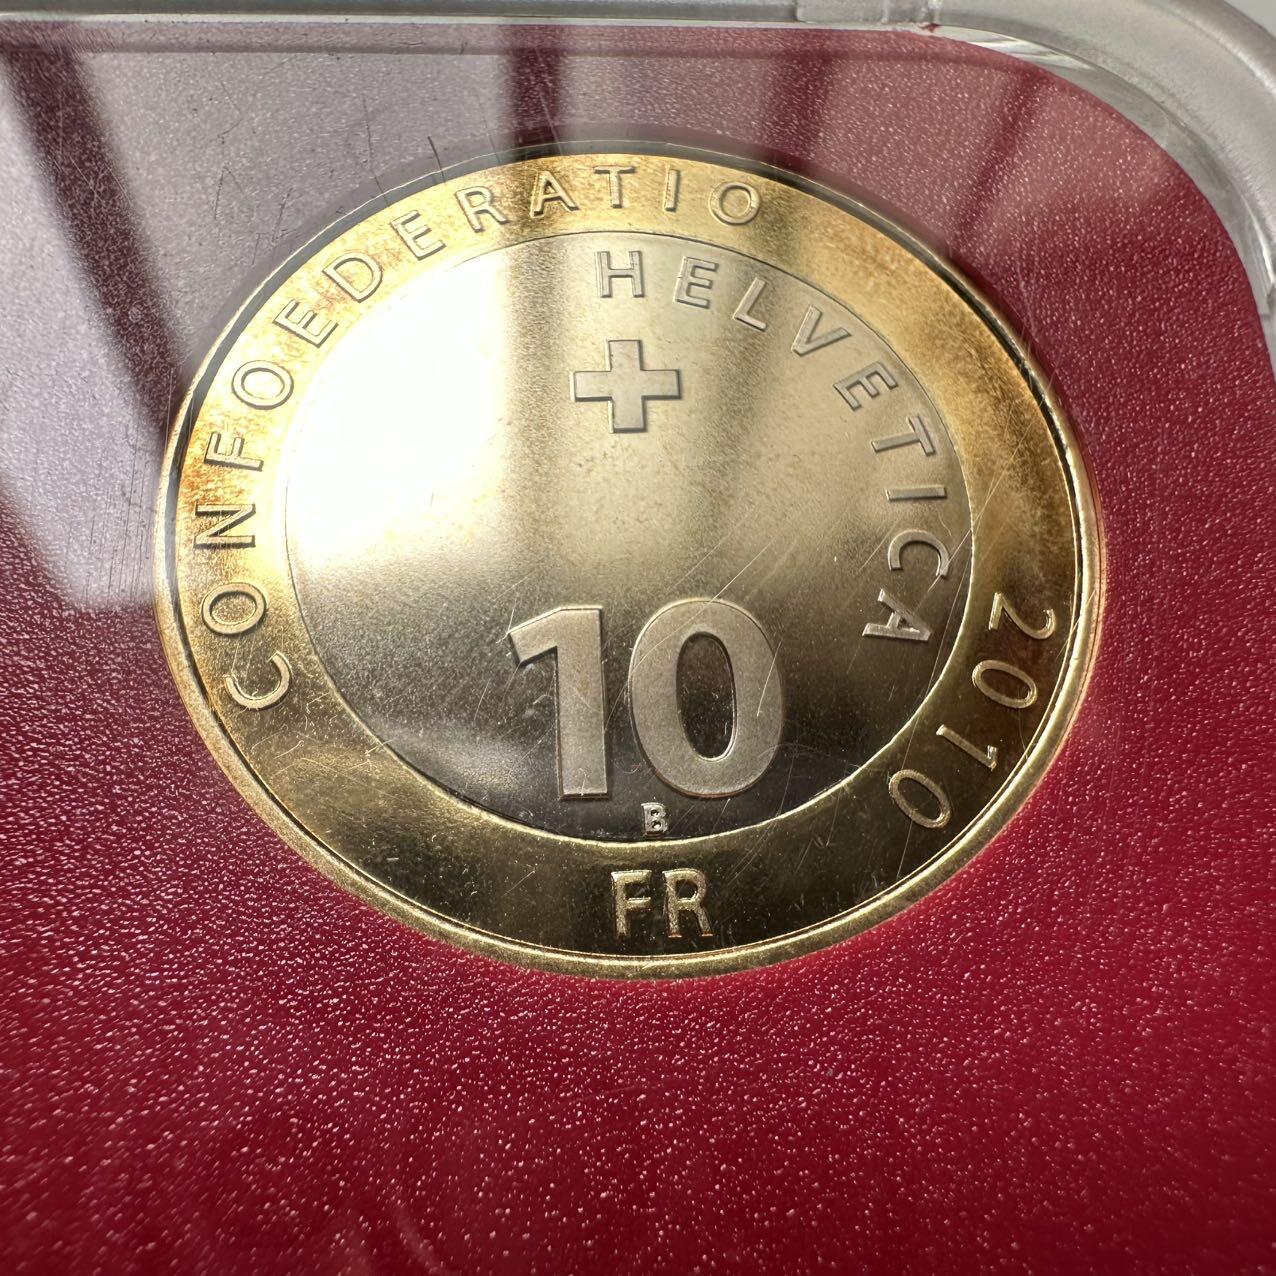 CONFOEDERATIO
HELVETICA
2010
10
B
FR